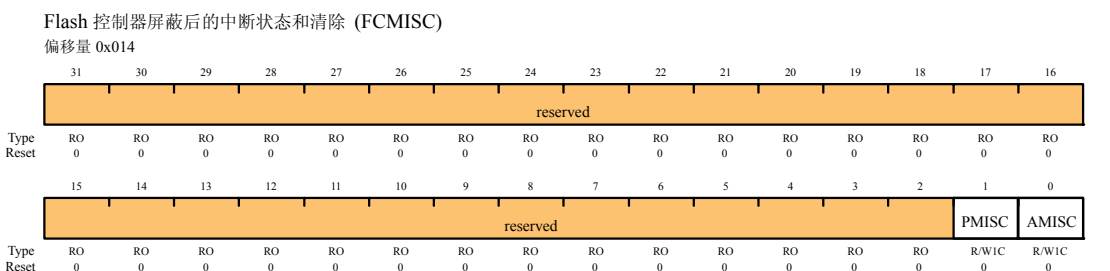 Flash 控制器屏蔽后的中断状态和清除 (FCMISC)
偏移量 0x014
31 30 29 28 27 26 25 24 23 22 21 20 19 18 17 16
reserved
Type RO RO RO RO RO RO RO RO RO RO RO RO RO RO RO RO
Reset 0 0 0 0 0 0 0 0 0 0 0 0 0 0 0 0
15 14 13 12 11 10 9 8 7 6 5 4 3 2 1 0
reserved PMISC AMISC
Type RO RO RO RO RO RO RO RO RO RO RO RO RO RO R/W1C R/W1C
Reset 0 0 0 0 0 0 0 0 0 0 0 0 0 0 0 0